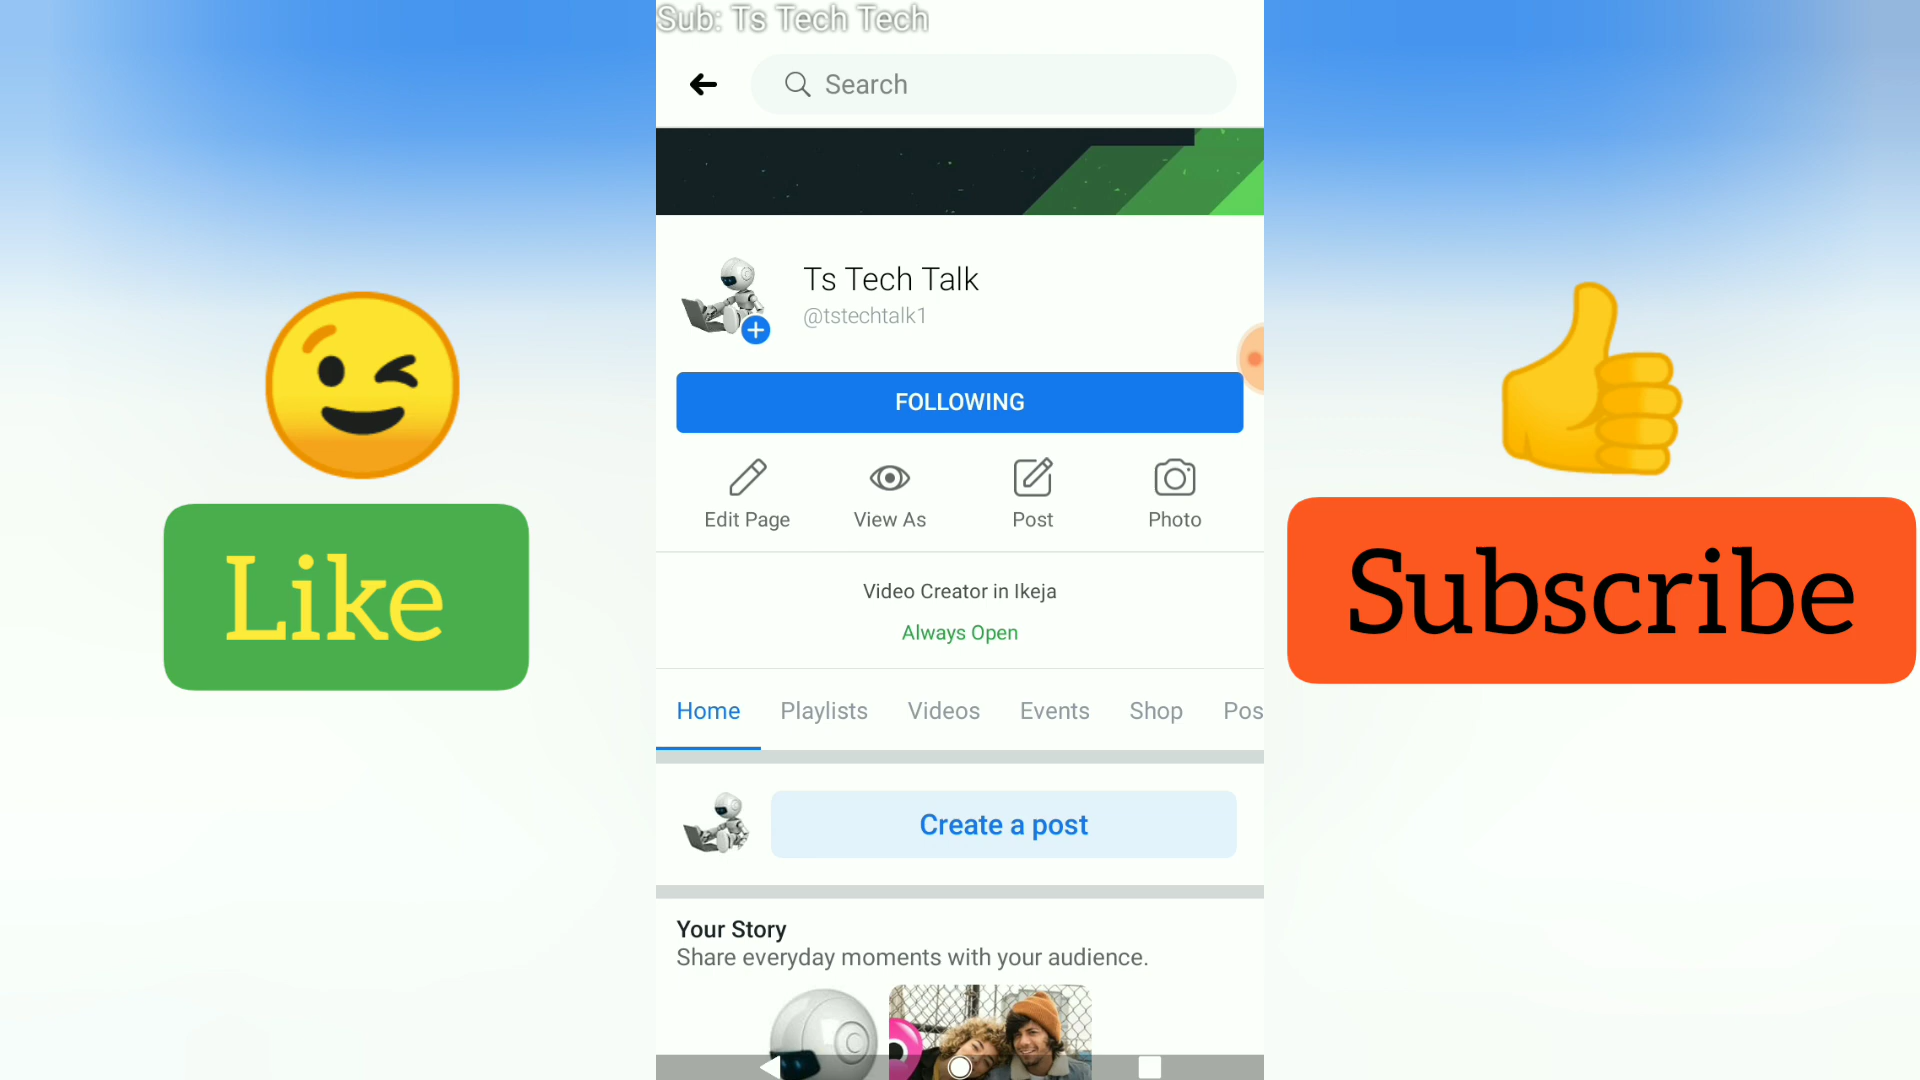 Sub: Ts Tech Tech
Search
Ts Tech Talk
@tstechtalk1
FOLLOWING
Edit Page
View As
Post
Photo
Video Creator in Ikeja
Always Open
Like
Subscribe
Home
Playlists
Videos
Events
Shop
Pos
Create a post
Your Story
Share everyday moments with your audience.